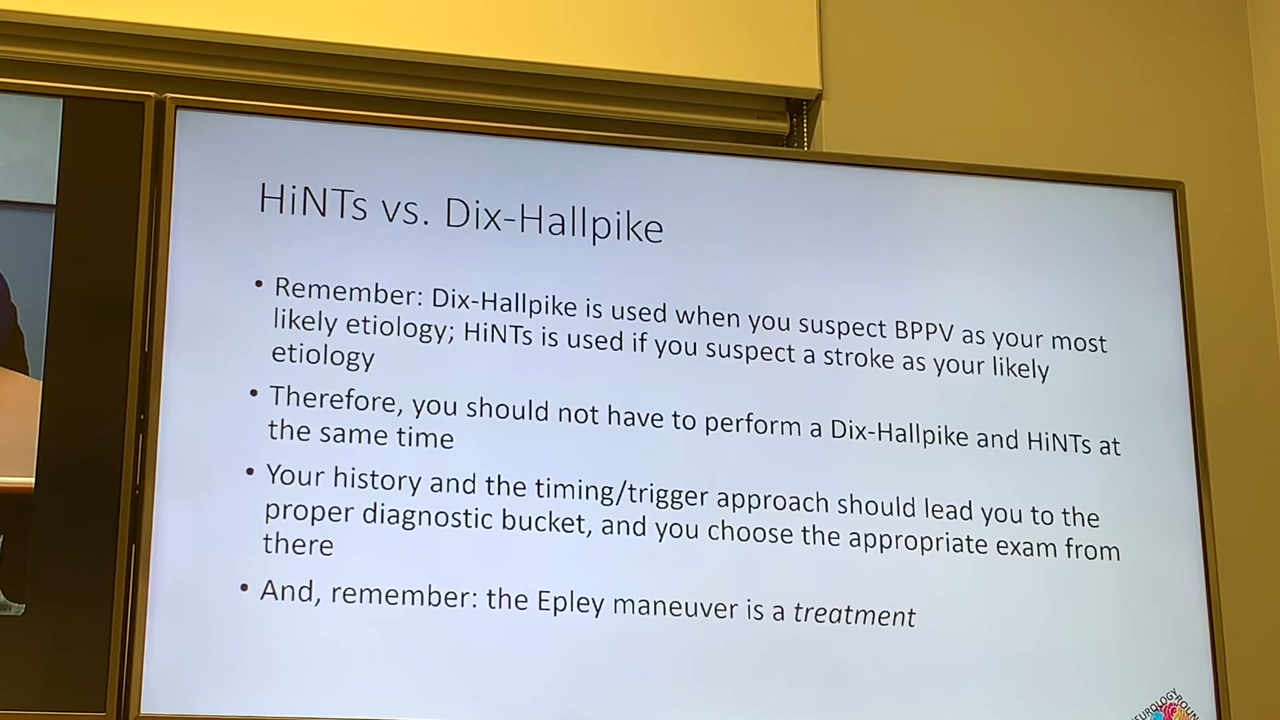 HiNTs vs. Dix-Hallpike
• Remember: Dix-Hallpike is used when you suspect BPPV as your most
likely etiology; HiNTs is used if you suspect a stroke as your likely
etiology
• Therefore, you should not have to perform a Dix-Hallpike and HiNTs at
the same time
• Your history and the timing/trigger approach should lead you to the
proper diagnostic bucket, and you choose the appropriate exam from
there
• And, remember: the Epley maneuver is a treatment